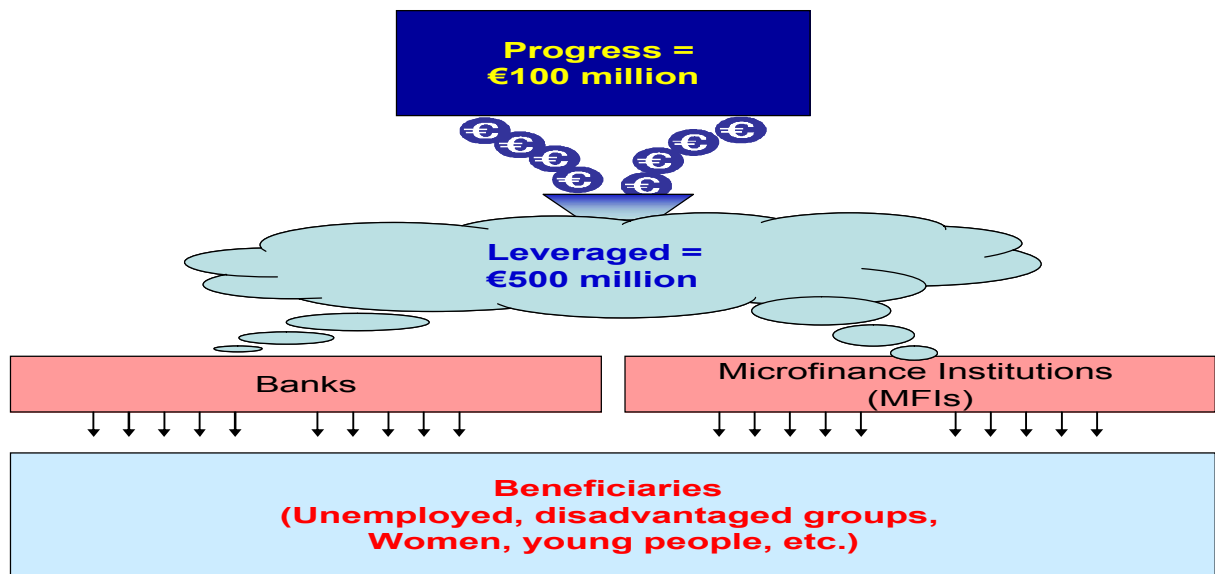 Progress =
€100 million
€
€
€
€
€
€
€
€
Leveraged =
€500 million
Banks
Microfinance Institutions
(MFIs)
Beneficiaries
(Unemployed, disadvantaged groups,
Women, young people, etc.)